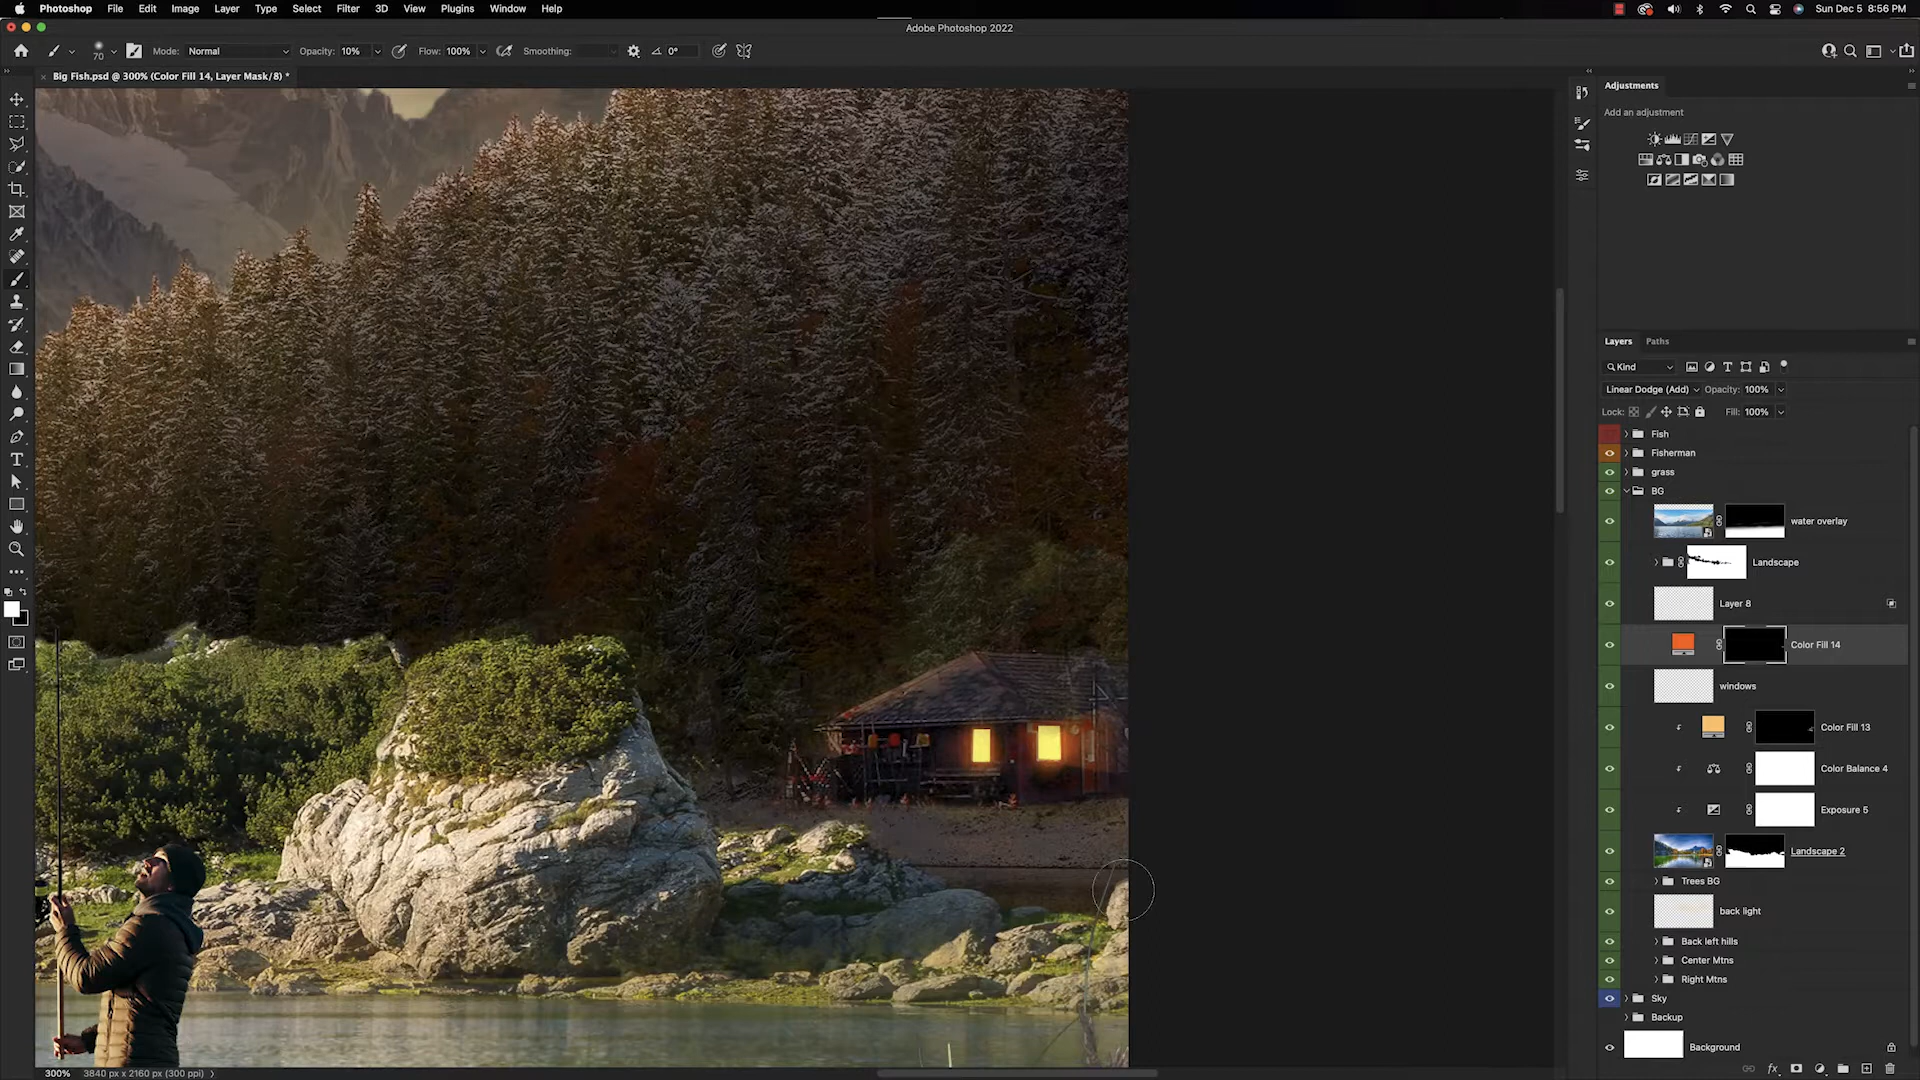 Photoshop File Edit Image Layer Type Select Filter 3D View Plugins Window Help Sun Dec 5 8:56 PM
Adobe Photoshop 2022
70 Mode: Normal Opacity: 10% Flow: 100% Smoothing: 0°
Big Fish.psd @ 300% (Color Fill 14, Layer Mask/8) *
Adjustments
Add an adjustment
Layers Paths
Kind
Linear Dodge (Add) Opacity: 100%
Lock: Fill: 100%
Fish
Fisherman
grass
BG
water overlay
Landscape
Layer 8
Color Fill 14
windows
Color Fill 13
Color Balance 4
Exposure 5
Landscape 2
Trees BG
back light
Back left hills
Center Mtns
Right Mtns
Sky
Backup
Background
300% 3840 px x 2160 px (300 ppi)